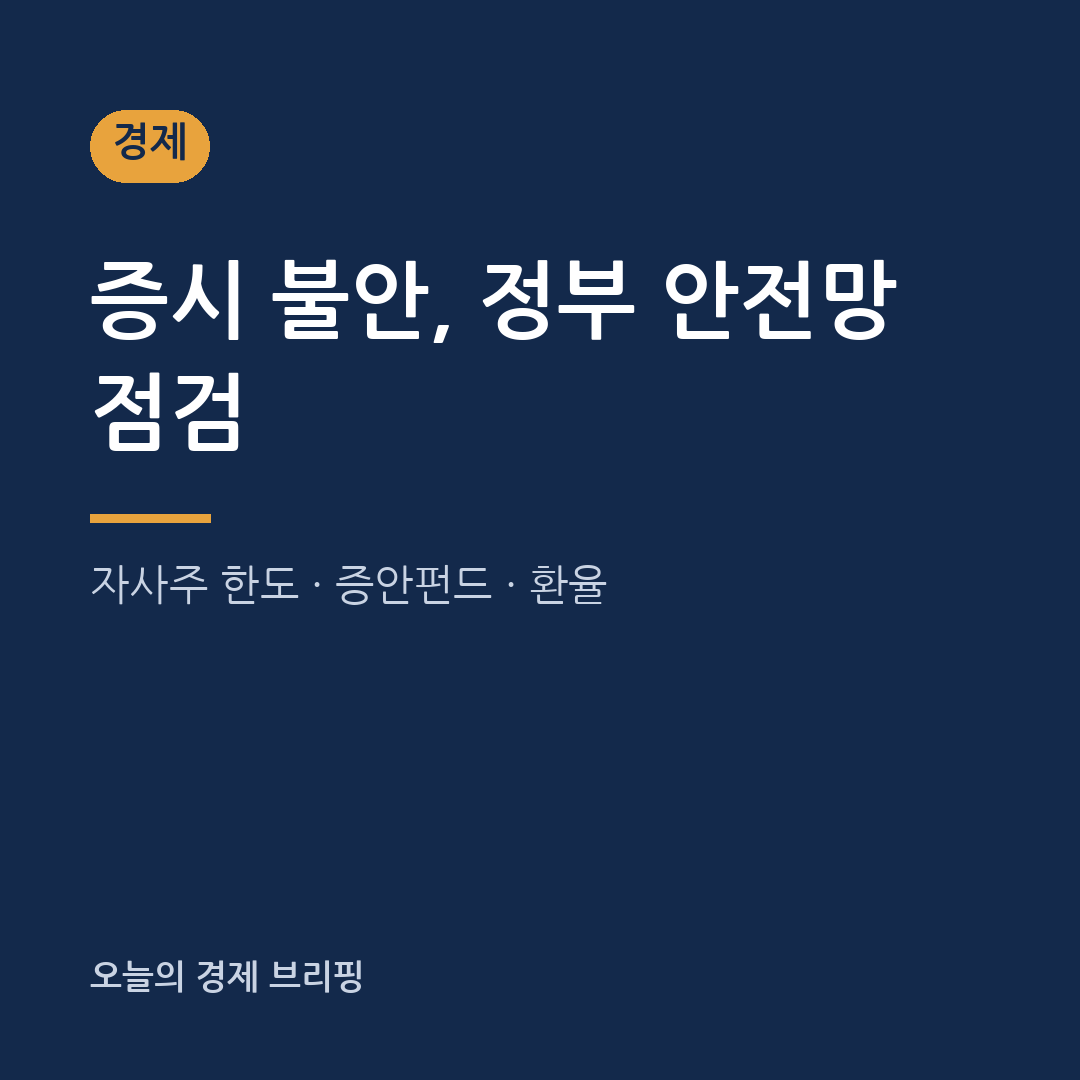 경제
증시 불안, 정부 안전망
점검
자사주 한도 · 증안펀드 · 환율
오늘의 경제 브리핑